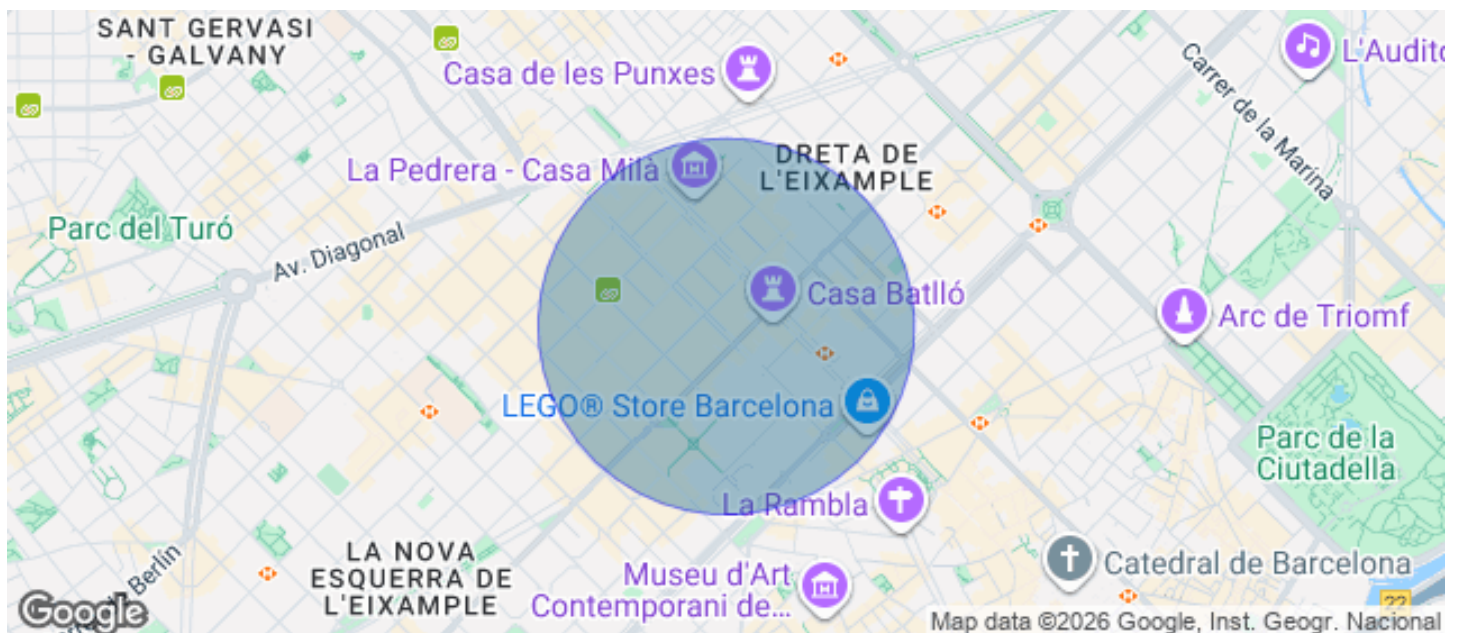 SANT GERVASI
- GALVANY
Casa de les Punxes
L'Audito
Carrer de la Marina
La Pedrera - Casa Milà
DRETA DE
L'EIXAMPLE
Parc del Turó
Av. Diagonal
Casa Batlló
Arc de Triomf
LEGO® Store Barcelona
Parc de la
Ciutadella
La Rambla
LA NOVA
ESQUERRA DE
L'EIXAMPLE
Museu d'Art
Contemporani de...
Catedral de Barcelona
Berlín
22
Google
Map data ©2026 Google, Inst. Geogr. Nacional